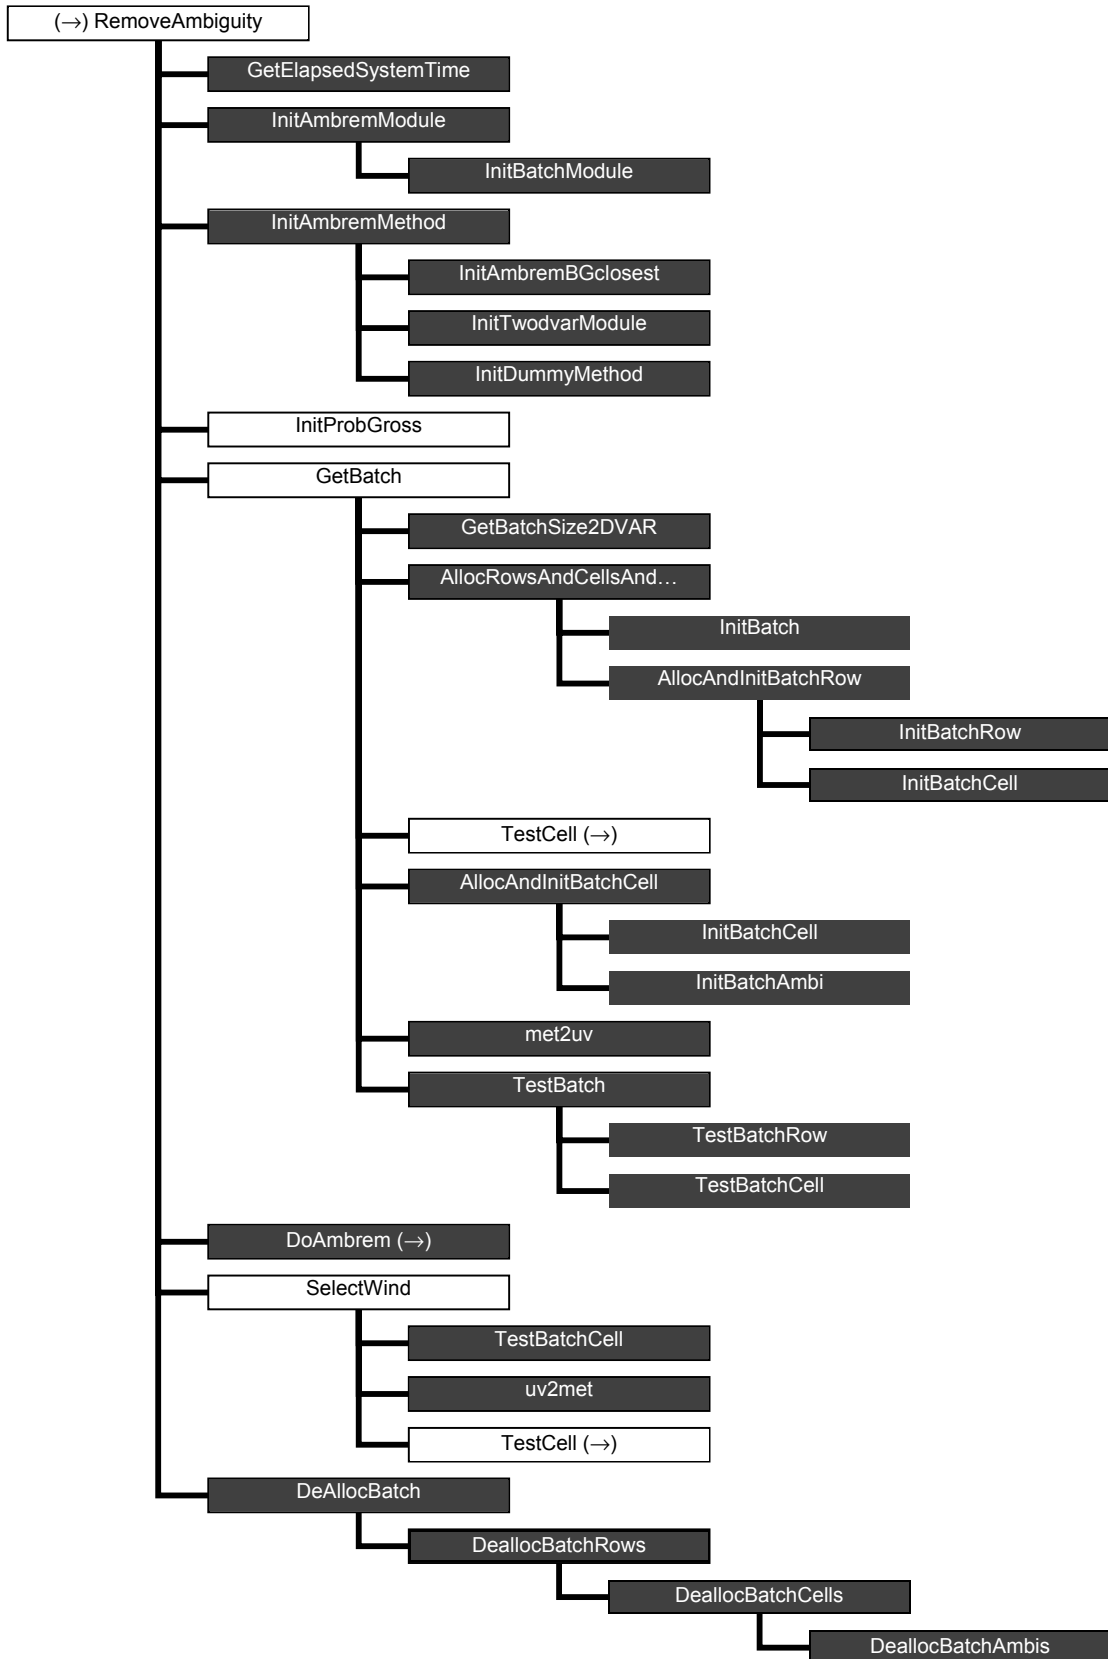 (→) RemoveAmbiguity
GetElapsedSystemTime
InitAmbremModule
InitBatchModule
InitAmbremMethod
InitAmbremBGclosest
InitTwodvarModule
InitDummyMethod
InitProbGross
GetBatch
GetBatchSize2DVAR
AllocRowsAndCellsAnd…
InitBatch
AllocAndInitBatchRow
InitBatchRow
InitBatchCell
TestCell (→)
AllocAndInitBatchCell
InitBatchCell
InitBatchAmbi
met2uv
TestBatch
TestBatchRow
TestBatchCell
DoAmbrem (→)
SelectWind
TestBatchCell
uv2met
TestCell (→)
DeAllocBatch
DeallocBatchRows
DeallocBatchCells
DeallocBatchAmbis